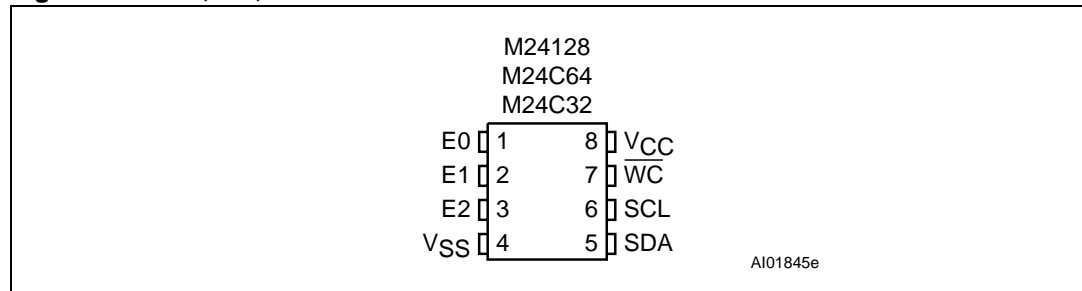 M24128
M24C64
M24C32
E0 1 8 VCC
E1 2 7 WC
E2 3 6 SCL
VSS 4 5 SDA
AI01845e